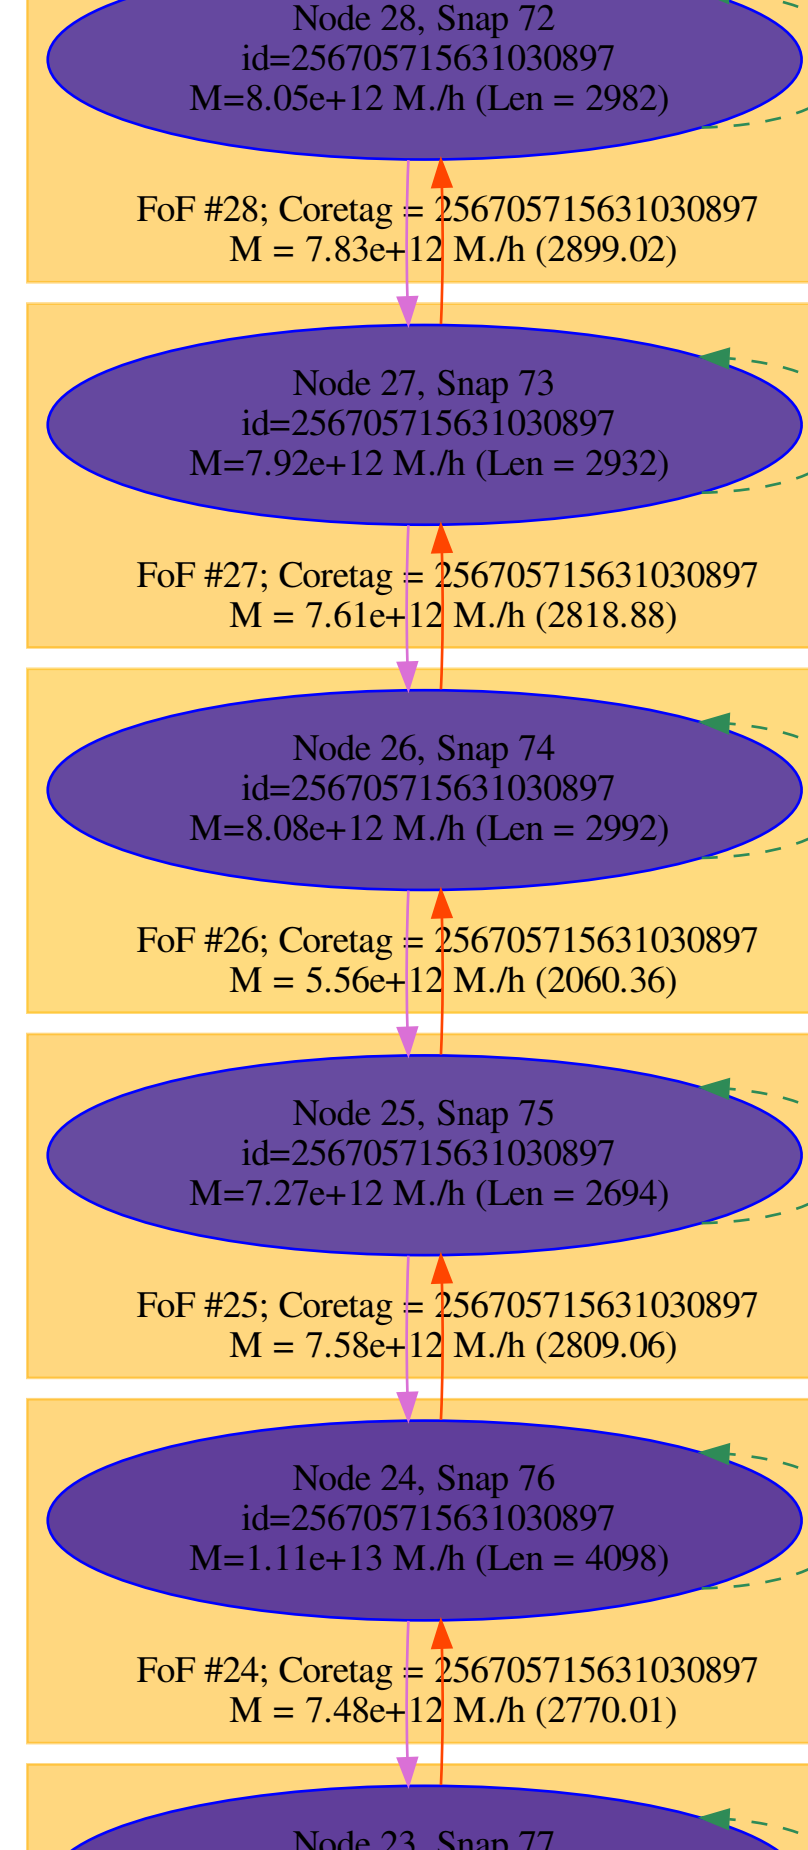 Node 28, Snap 72
id=256705715631030897
M=8.05e+12 M./h (Len = 2982)
FoF #28; Coretag = 256705715631030897
M = 7.83e+12 M./h (2899.02)
Node 27, Snap 73
id=256705715631030897
M=7.92e+12 M./h (Len = 2932)
FoF #27; Coretag = 256705715631030897
M = 7.61e+12 M./h (2818.88)
Node 26, Snap 74
id=256705715631030897
M=8.08e+12 M./h (Len = 2992)
FoF #26; Coretag = 256705715631030897
M = 5.56e+12 M./h (2060.36)
Node 25, Snap 75
id=256705715631030897
M=7.27e+12 M./h (Len = 2694)
FoF #25; Coretag = 256705715631030897
M = 7.58e+12 M./h (2809.06)
Node 24, Snap 76
id=256705715631030897
M=1.11e+13 M./h (Len = 4098)
FoF #24; Coretag = 256705715631030897
M = 7.48e+12 M./h (2770.01)
Node 23, Snap 77